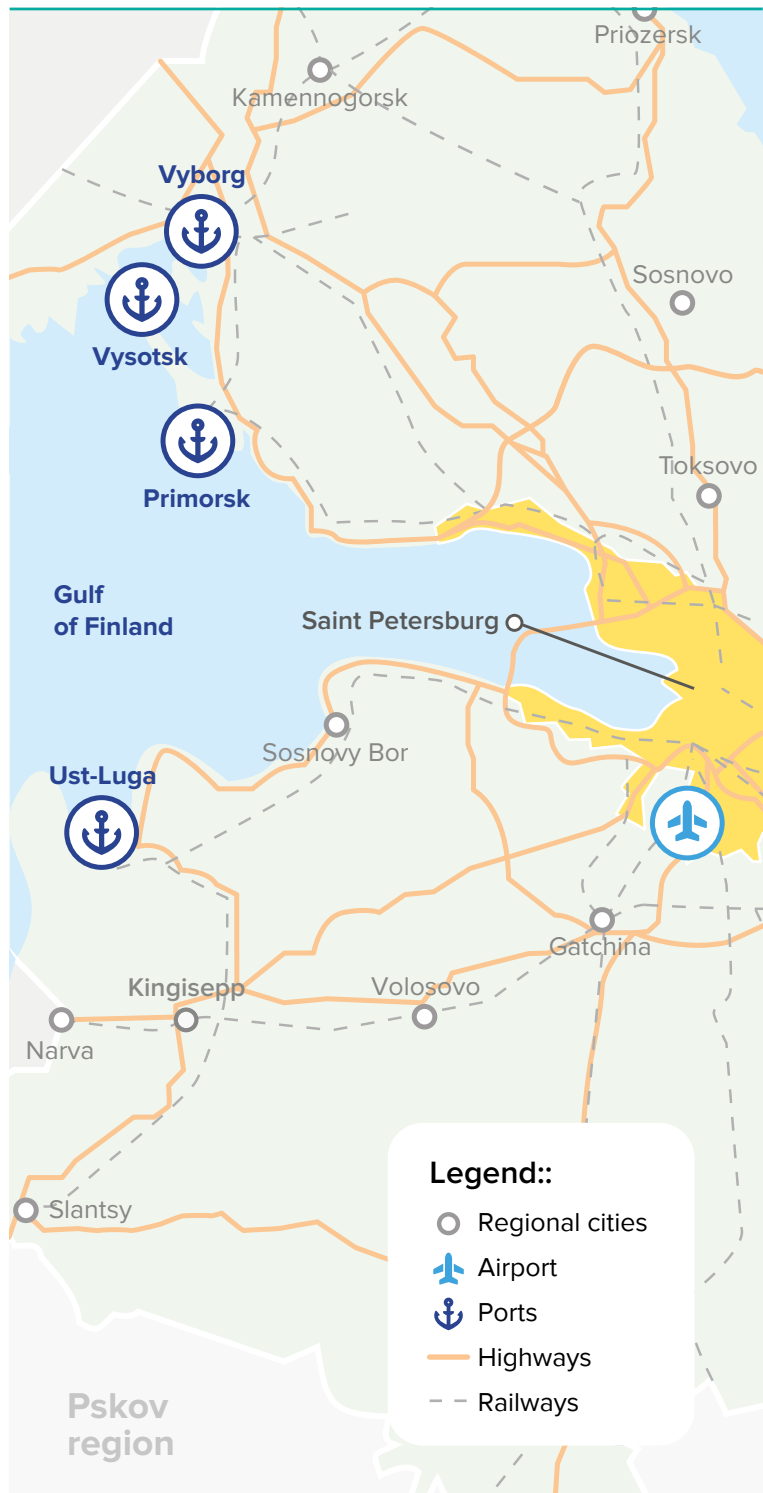 Priozersk
Kamennogorsk
Vyborg
Sosnovo
Vysotsk
Tioksovo
Primorsk
Gulf
of Finland
Saint Petersburg
Sosnovy Bor
Ust-Luga
Gatchina
Kingisepp
Volosovo
Narva
Slantsy
Legend::
Regional cities
Airport
Ports
Highways
Railways
Pskov
region